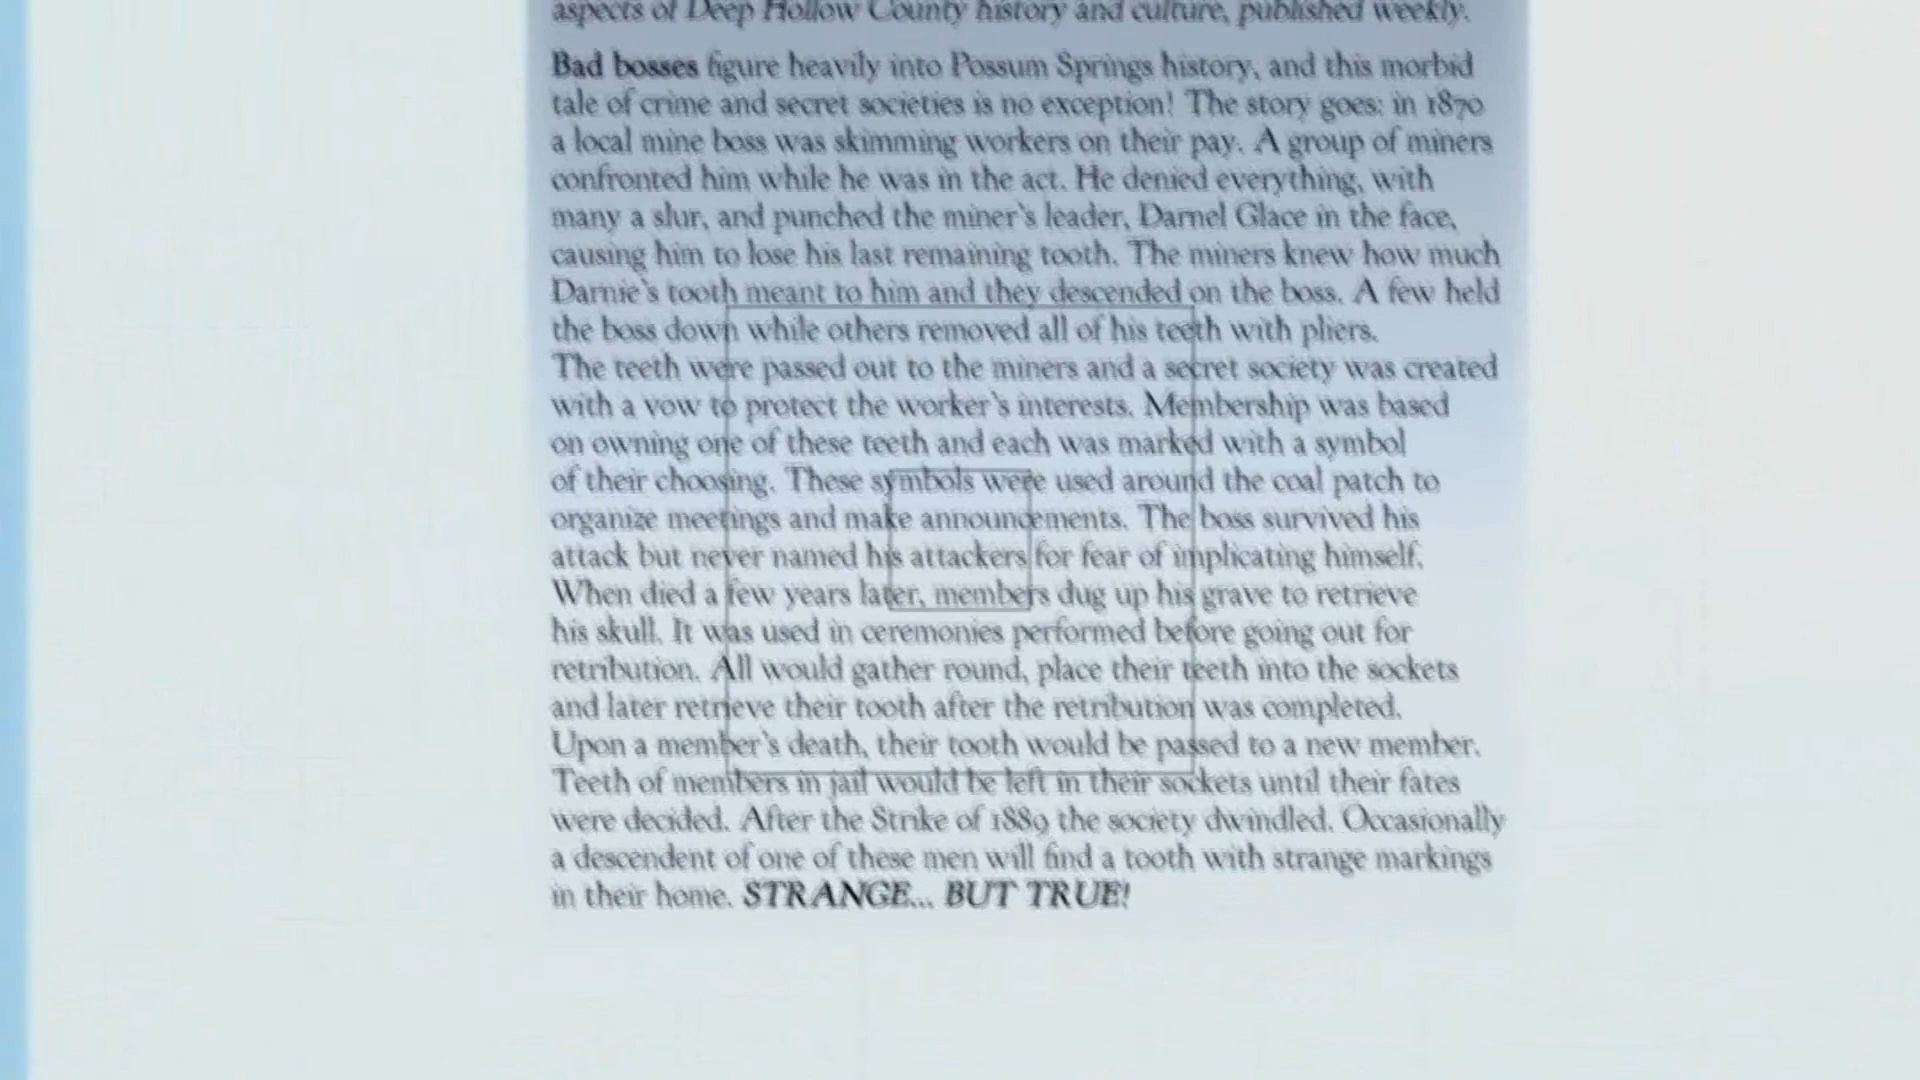 aspects of Deep Hollow County history and culture, published weekly.
Bad bosses figure heavily into Possum Springs history, and this morbid
tale of crime and secret societies is no exception! The story goes: in 1870
a local mine boss was skimming workers on their pay. A group of miners
confronted him while he was in the act. He denied everything, with
many a slur, and punched the miner's leader, Darnel Glace in the face,
causing him to lose his last remaining tooth. The miners knew how much
Darnie's tooth meant to him and they descended on the boss. A few held
the boss down while others removed all of his teeth with pliers.
The teeth were passed out to the miners and a secret society was created
with a vow to protect the worker's interests. Membership was based
on owning one of these teeth and each was marked with a symbol
of their choosing. These symbols were used around the coal patch to
organize meetings and make announcements. The boss survived his
attack but never named his attackers for fear of implicating himself.
When died a few years later, members dug up his grave to retrieve
his skull. It was used in ceremonies performed before going out for
retribution. All would gather round, place their teeth into the sockets
and later retrieve their tooth after the retribution was completed.
Upon a member's death, their tooth would be passed to a new member.
Teeth of members in jail would be left in their sockets until their fates
were decided. After the Strike of 1889 the society dwindled. Occasionally
a descendent of one of these men will find a tooth with strange markings
in their home. STRANGE... BUT TRUE!